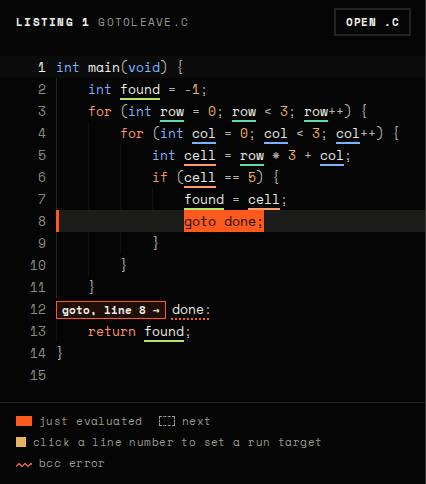 LISTING 1 GOTOLEAVE.C OPEN .C
1 int main(void) {
2 int found = -1;
3 for (int row = 0; row < 3; row++) {
4 for (int col = 0; col < 3; col++) {
5 int cell = row * 3 + col;
6 if (cell == 5) {
7 found = cell;
8 goto done;
9 }
10 }
11 }
12 goto, line 8 → done:
13 return found;
14 }
15
just evaluated next
click a line number to set a run target
bcc error